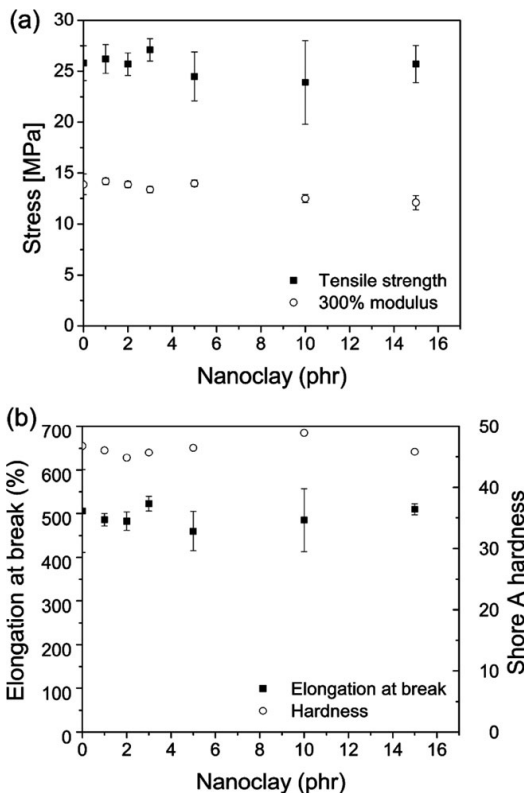 (a)
30
25
20
15
10
5
0
Stress [MPa]
Tensile strength
300% modulus
0 2 4 6 8 10 12 14 16
Nanoclay (phr)
(b)
700
600
500
400
300
200
100
0
Elongation at break (%)
50
40
30
20
10
0
Shore A hardness
Elongation at break
Hardness
0 2 4 6 8 10 12 14 16
Nanoclay (phr)